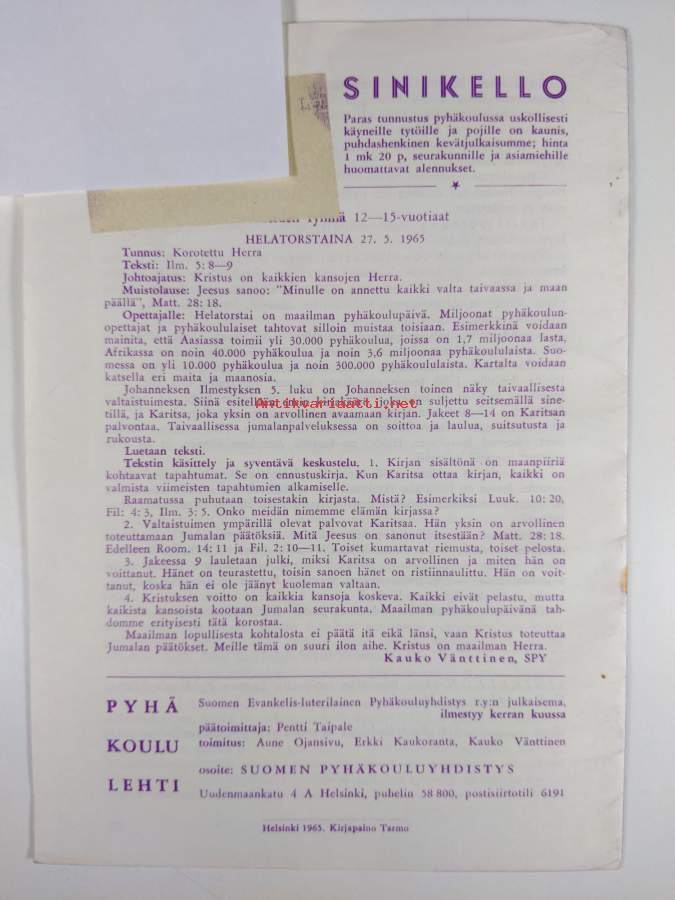 SINIKELLO
Paras tunnustus pyhäkoulussa uskollisesti
käyneille tytöille ja pojille on kaunis,
puhdashenkinen kevätjulkaisumme; hinta
1 mk 20 p, seurakunnille ja asiamiehille
huomattavat alennukset.
12—15-vuotiaat
HELATORSTAINA 27. 5. 1965
Tunnus: Korotettu Herra
Teksti: Ilm. 5: 8—9
Johtoajatus: Kristus on kaikkien kansojen Herra.
Muistolause: Jeesus sanoo: "Minulle on annettu kaikki valta taivaassa ja maan
päällä", Matt. 28: 18.
Opettajalle: Helatorstai on maailman pyhäkoulupäivä. Miljoonat pyhäkoulun-
opettajat ja pyhäkoululaiset tahtovat silloin muistaa toisiaan. Esimerkkinä voidaan
mainita, että Aasiassa toimii yli 30.000 pyhäkoulua, joissa on 1,7 miljoonaa lasta.
Afrikassa on noin 40.000 pyhäkoulua ja noin 3,6 miljoonaa pyhäkoululaista. Suo-
messa on yli 10.000 pyhäkoulua ja noin 300.000 pyhäkoululaista. Kartalta voidaan
katsella eri maita ja maanosia.
Johanneksen Ilmestyksen 5. luku on Johanneksen toinen näky taivaallisesta
valtaistuimesta. Siinä esitellään joka on suljettu seitsemällä sine-
tillä, ja Karitsa, joka yksin on arvollinen avaamaan kirjan. Jakeet 8—14 on Karitsan
palvontaa. Taivaallisessa jumalanpalveluksessa on soittoa ja laulua, suitsutusta ja
rukousta.
Antikvariaatti.net
Luetaan teksti.
Tekstin käsittely ja syventävä keskustelu. 1. Kirjan sisältönä on maanpiiriä
kohtaavat tapahtumat. Se on ennustuskirja. Kun Karitsa ottaa kirjan, kaikki on
valmista viimeisten tapahtumien alkamiselle.
Raamatussa puhutaan toisestakin kirjasta. Mistä? Esimerkiksi Luuk. 10: 20,
Fil: 4: 3, Ilm. 3: 5. Onko meidän nimemme elämän kirjassa?
2. Valtaistuimen ympärillä olevat palvovat Karitsaa. Hän yksin on arvollinen
toteuttamaan Jumalan päätöksiä. Mitä Jeesus on sanonut itsestään? Matt. 28: 18.
Edelleen Room. 14: 11 ja Fil. 2: 10—11. Toiset kumartavat riemusta, toiset pelosta.
3. Jakeessa 9 lauletaan julki, miksi Karitsa on arvollinen ja miten hän on
voittanut. Hänet on teurastettu, toisin sanoen hänet on ristiinnaulittu. Hän on voit-
tanut, koska hän ei ole jäänyt kuoleman valtaan.
4. Kristuksen voitto on kaikkia kansoja koskeva. Kaikki eivät pelastu, mutta
kaikista kansoista kootaan Jumalan seurakunta. Maailman pyhäkoulupäivänä tah-
domme erityisesti tätä korostaa.
Maailman lopullisesta kohtalosta ei päätä itä eikä länsi, vaan Kristus toteuttaa
Jumalan päätökset. Meille tämä on suuri ilon aihe. Kristus on maailman Herra.
Kauko Vänttinen, SPY
PYHÄ
KOULU
LEHTI
Suomen Evankelis-luterilainen Pyhäkouluyhdistys r.y:n julkaisema,
ilmestyy kerran kuussa
päätoimittaja: Pentti Taipale
toimitus: Aune Ojansivu, Erkki Kaukoranta, Kauko Vänttinen
osoite: SUOMEN PYHÄKOULUYHDISTYS
Uudenmaankatu 4 A Helsinki, puhelin 58 800, postisiirtotili 6191
Helsinki 1965. Kirjapaino Tarmo